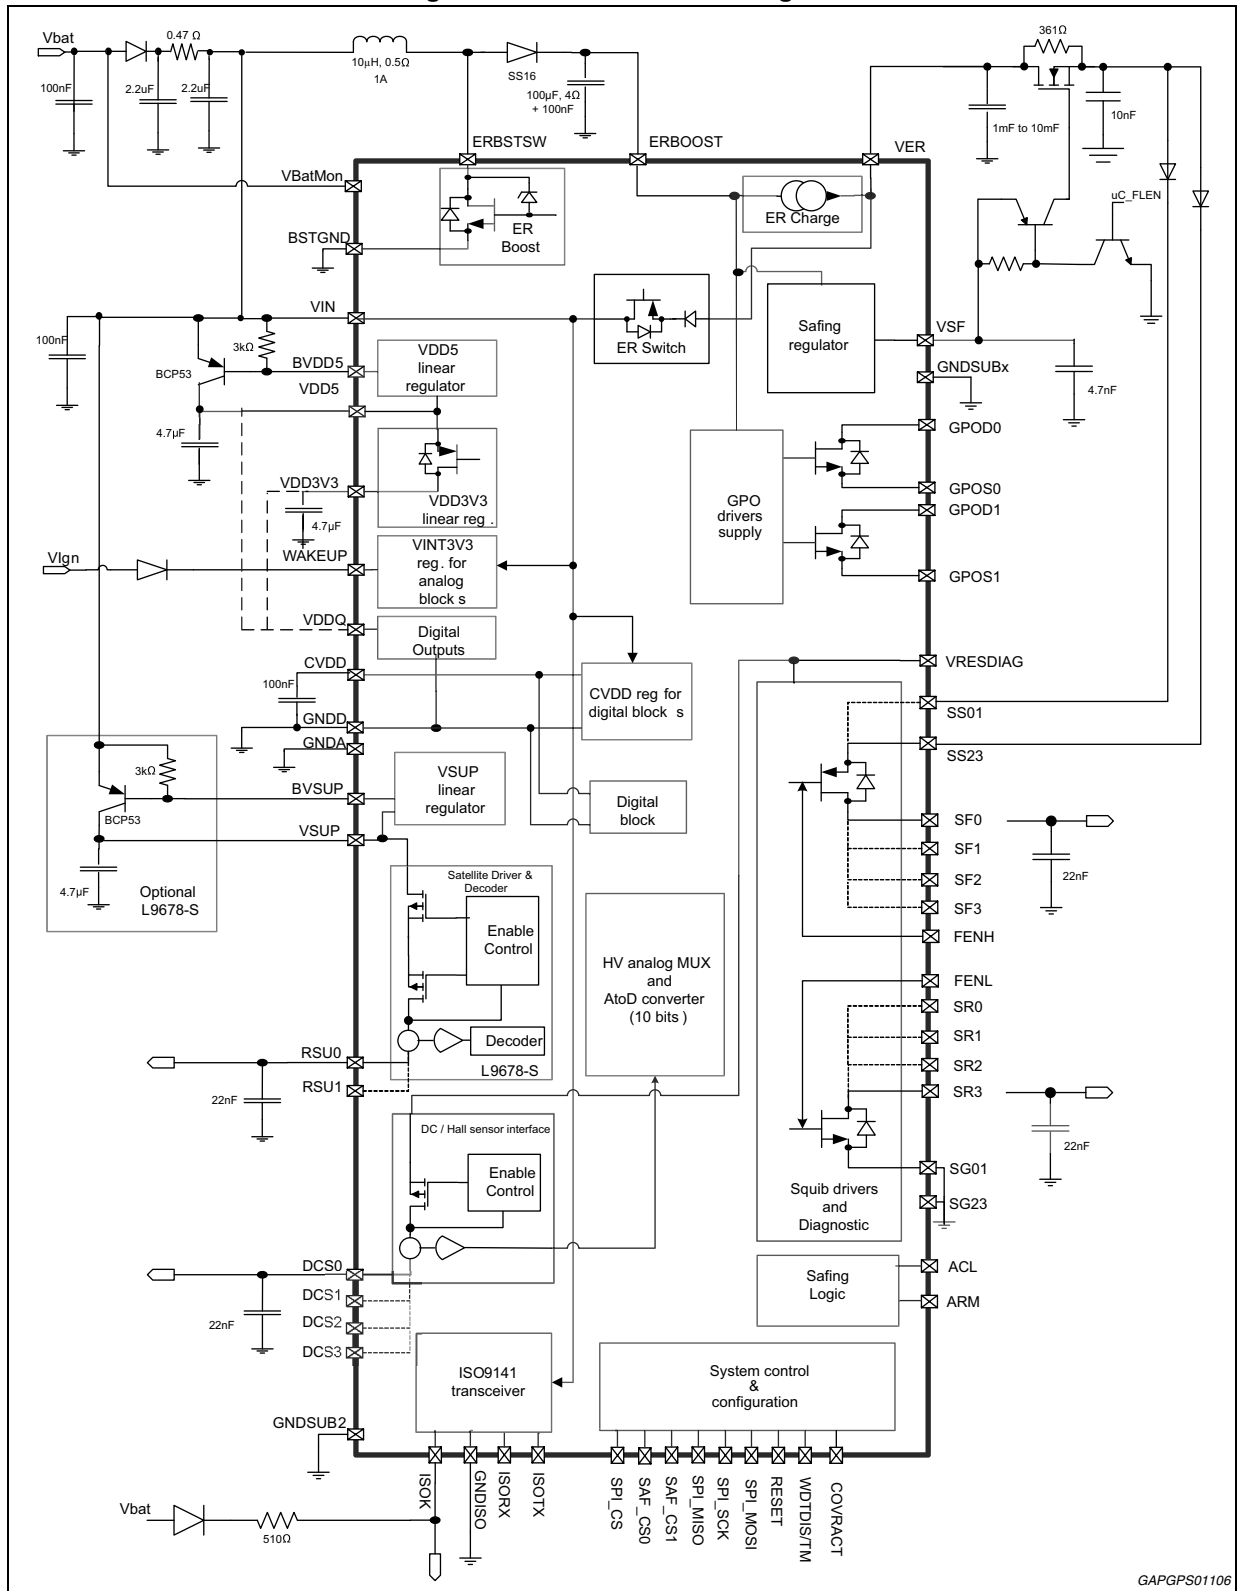 Vbat
0.47 Ω
100nF
2.2uF
2.2uF
10µH, 0.5Ω
1A
SS16
100µF, 4Ω
+ 100nF
361Ω
1mF to 10mF
10nF
ERBSTSW
ERBOOST
VER
VBatMon
BSTGND
ER
Boost
ER Charge
uC_FLEN
VIN
100nF
3kΩ
BCP53
BVDD5
VDD5
4.7µF
VDD5
linear
regulator
ER Switch
Safing
regulator
VSF
GNDSUBx
4.7nF
VDD3V3
4.7µF
VDD3V3
linear reg .
GPO
drivers
supply
GPOD0
GPOS0
GPOD1
GPOS1
VIgn
WAKEUP
VINT3V3
reg. for
analog
block s
VDDQ
Digital
Outputs
CVDD
100nF
GNDD
GNDA
CVDD reg for
digital block s
VRESDIAG
SS01
SS23
3kΩ
BCP53
BVSUP
VSUP
4.7µF
Optional
L9678-S
VSUP
linear
regulator
Digital
block
SF0
SF1
SF2
SF3
22nF
FENH
Satellite Driver &
Decoder
Enable
Control
Decoder
L9678-S
HV analog MUX
and
AtoD converter
(10 bits )
FENL
SR0
SR1
SR2
SR3
22nF
RSU0
RSU1
22nF
DC / Hall sensor interface
Enable
Control
SG01
SG23
Squib drivers
and
Diagnostic
DCS0
DCS1
DCS2
DCS3
22nF
Safing
Logic
ACL
ARM
ISO9141
transceiver
System control
&
configuration
GNDSUB2
ISOK
GNDISO
ISORX
ISOTX
SPI_CS
SAF_CS0
SAF_CS1
SPI_MISO
SPI_SCK
SPI_MOSI
RESET
WDTDIS/TM
COVRACT
Vbat
510Ω
GAPGPS01106